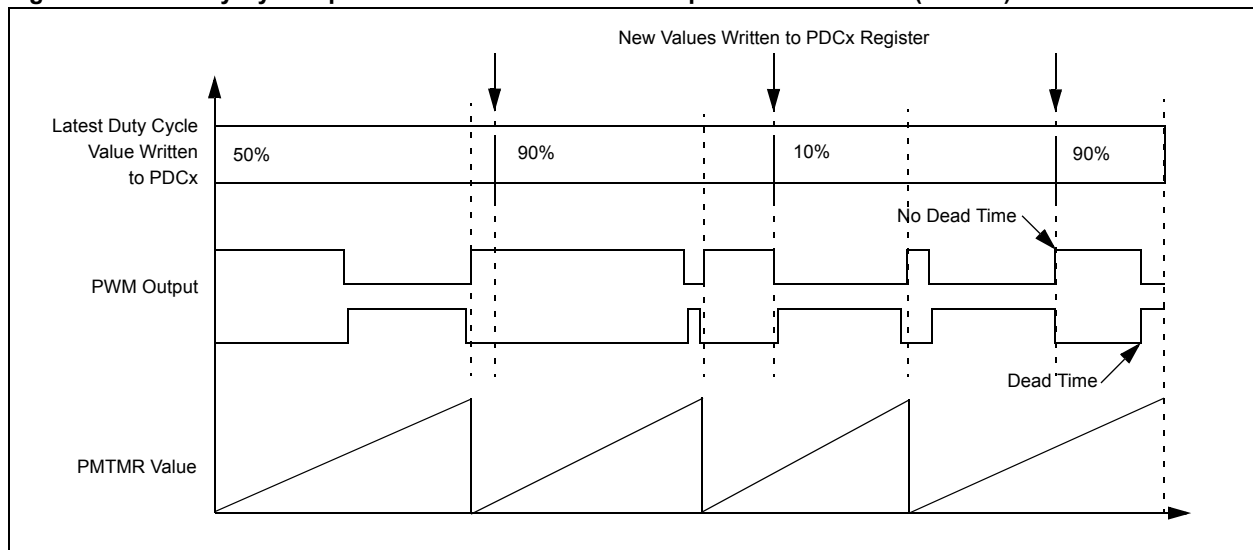 New Values Written to PDCx Register
Latest Duty Cycle
Value Written
to PDCx
50%
90%
10%
90%
No Dead Time
PWM Output
Dead Time
PMTMR Value